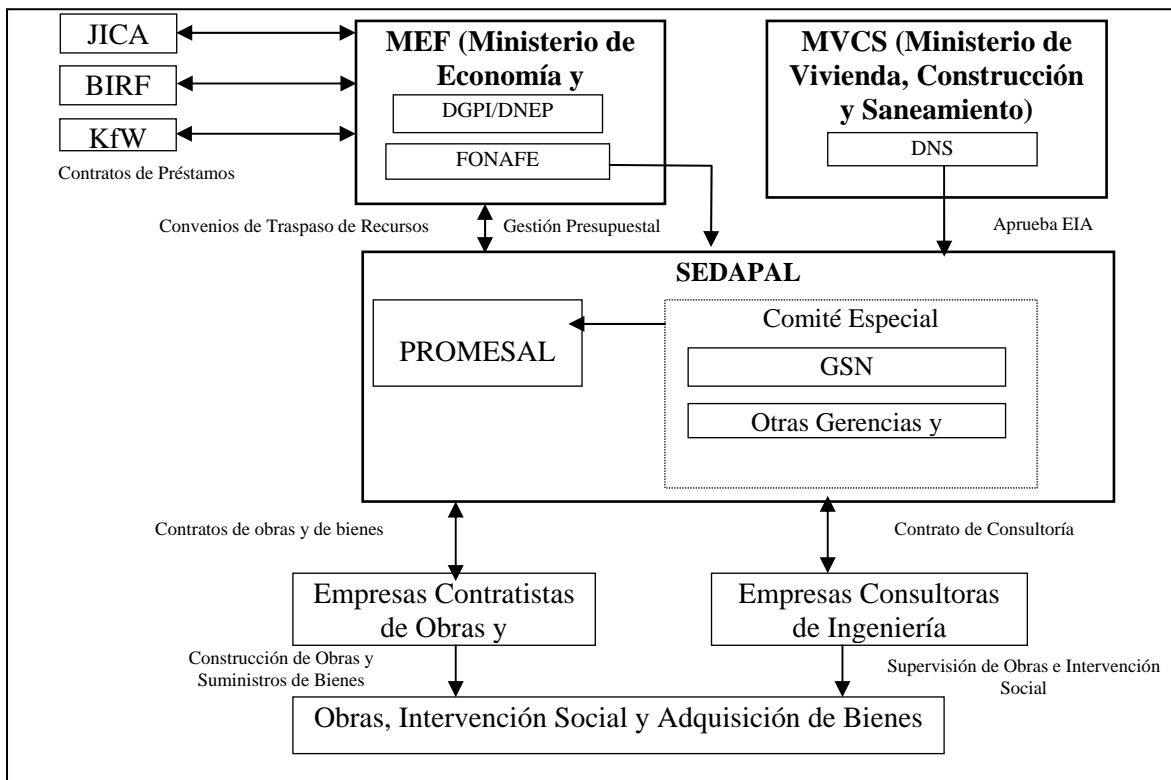 JICA
BIRF
KfW
Contratos de Préstamos
MEF (Ministerio de
Economía y
DGPI/DNEP
FONAFE
MVCS (Ministerio de
Vivienda, Construcción
y Saneamiento)
DNS
Convenios de Traspaso de Recursos
Gestión Presupuestal
Aprueba EIA
SEDAPAL
PROMESAL
Comité Especial
GSN
Otras Gerencias y
Contratos de obras y de bienes
Contrato de Consultoría
Empresas Contratistas
de Obras y
Empresas Consultoras
de Ingeniería
Construcción de Obras y
Suministros de Bienes
Supervisión de Obras e Intervención
Social
Obras, Intervención Social y Adquisición de Bienes